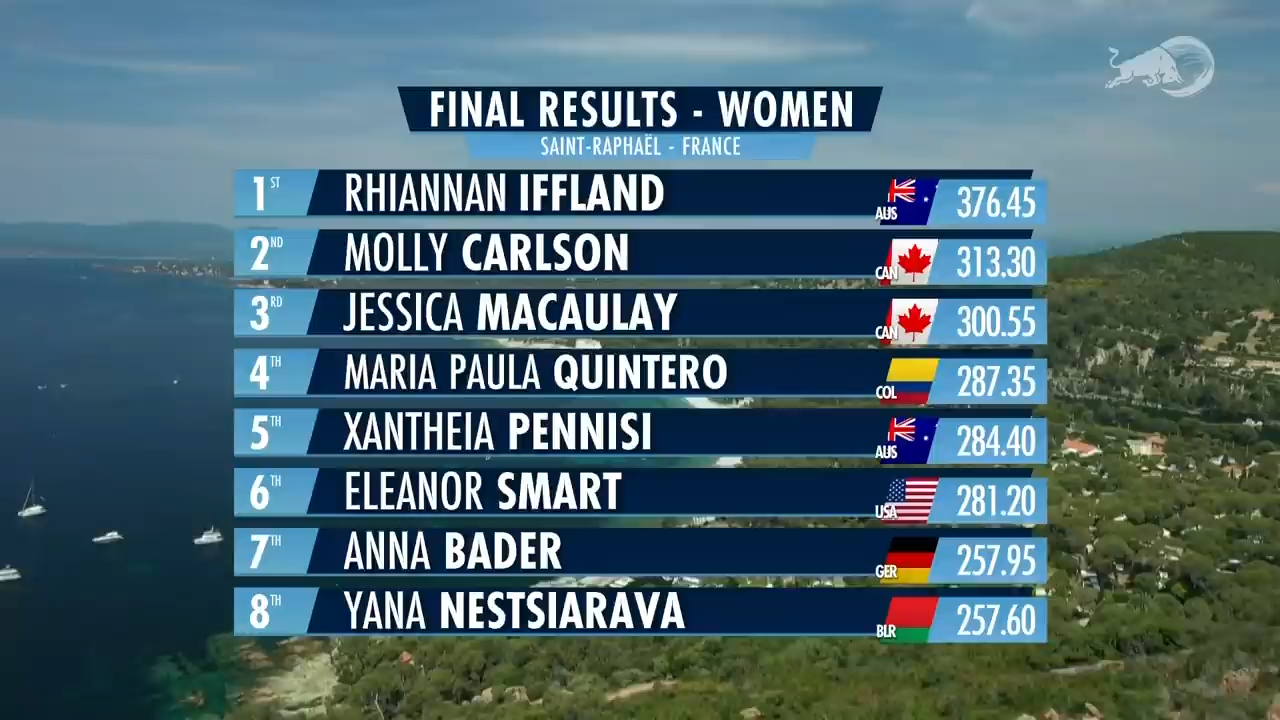 FINAL RESULTS - WOMEN
SAINT-RAPHAËL - FRANCE
1ST RHIANNAN IFFLAND AUS 376.45
2ND MOLLY CARLSON CAN 313.30
3RD JESSICA MACAULAY CAN 300.55
4TH MARIA PAULA QUINTERO COL 287.35
5TH XANTHEIA PENNISI AUS 284.40
6TH ELEANOR SMART USA 281.20
7TH ANNA BADER GER 257.95
8TH YANA NESTSIARAVA BLR 257.60